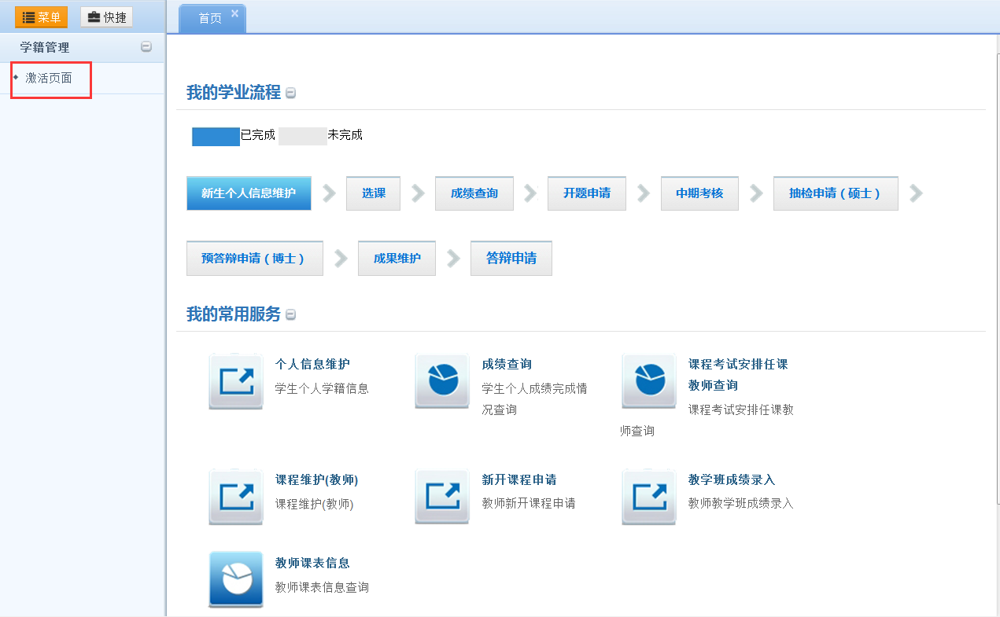 菜单 快捷
首页
学籍管理
激活页面
我的学业流程
已完成 未完成
新生个人信息维护 选课 成绩查询 开题申请 中期考核 抽检申请（硕士）
预答辩申请（博士） 成果维护 答辩申请
我的常用服务
个人信息维护
学生个人学籍信息
成绩查询
学生个人成绩完成情
况查询
课程考试安排任课
教师查询
课程考试安排任课教
师查询
课程维护(教师)
课程维护(教师)
新开课程申请
教师新开课程申请
教学班成绩录入
教师教学班成绩录入
教师课表信息
教师课表信息查询